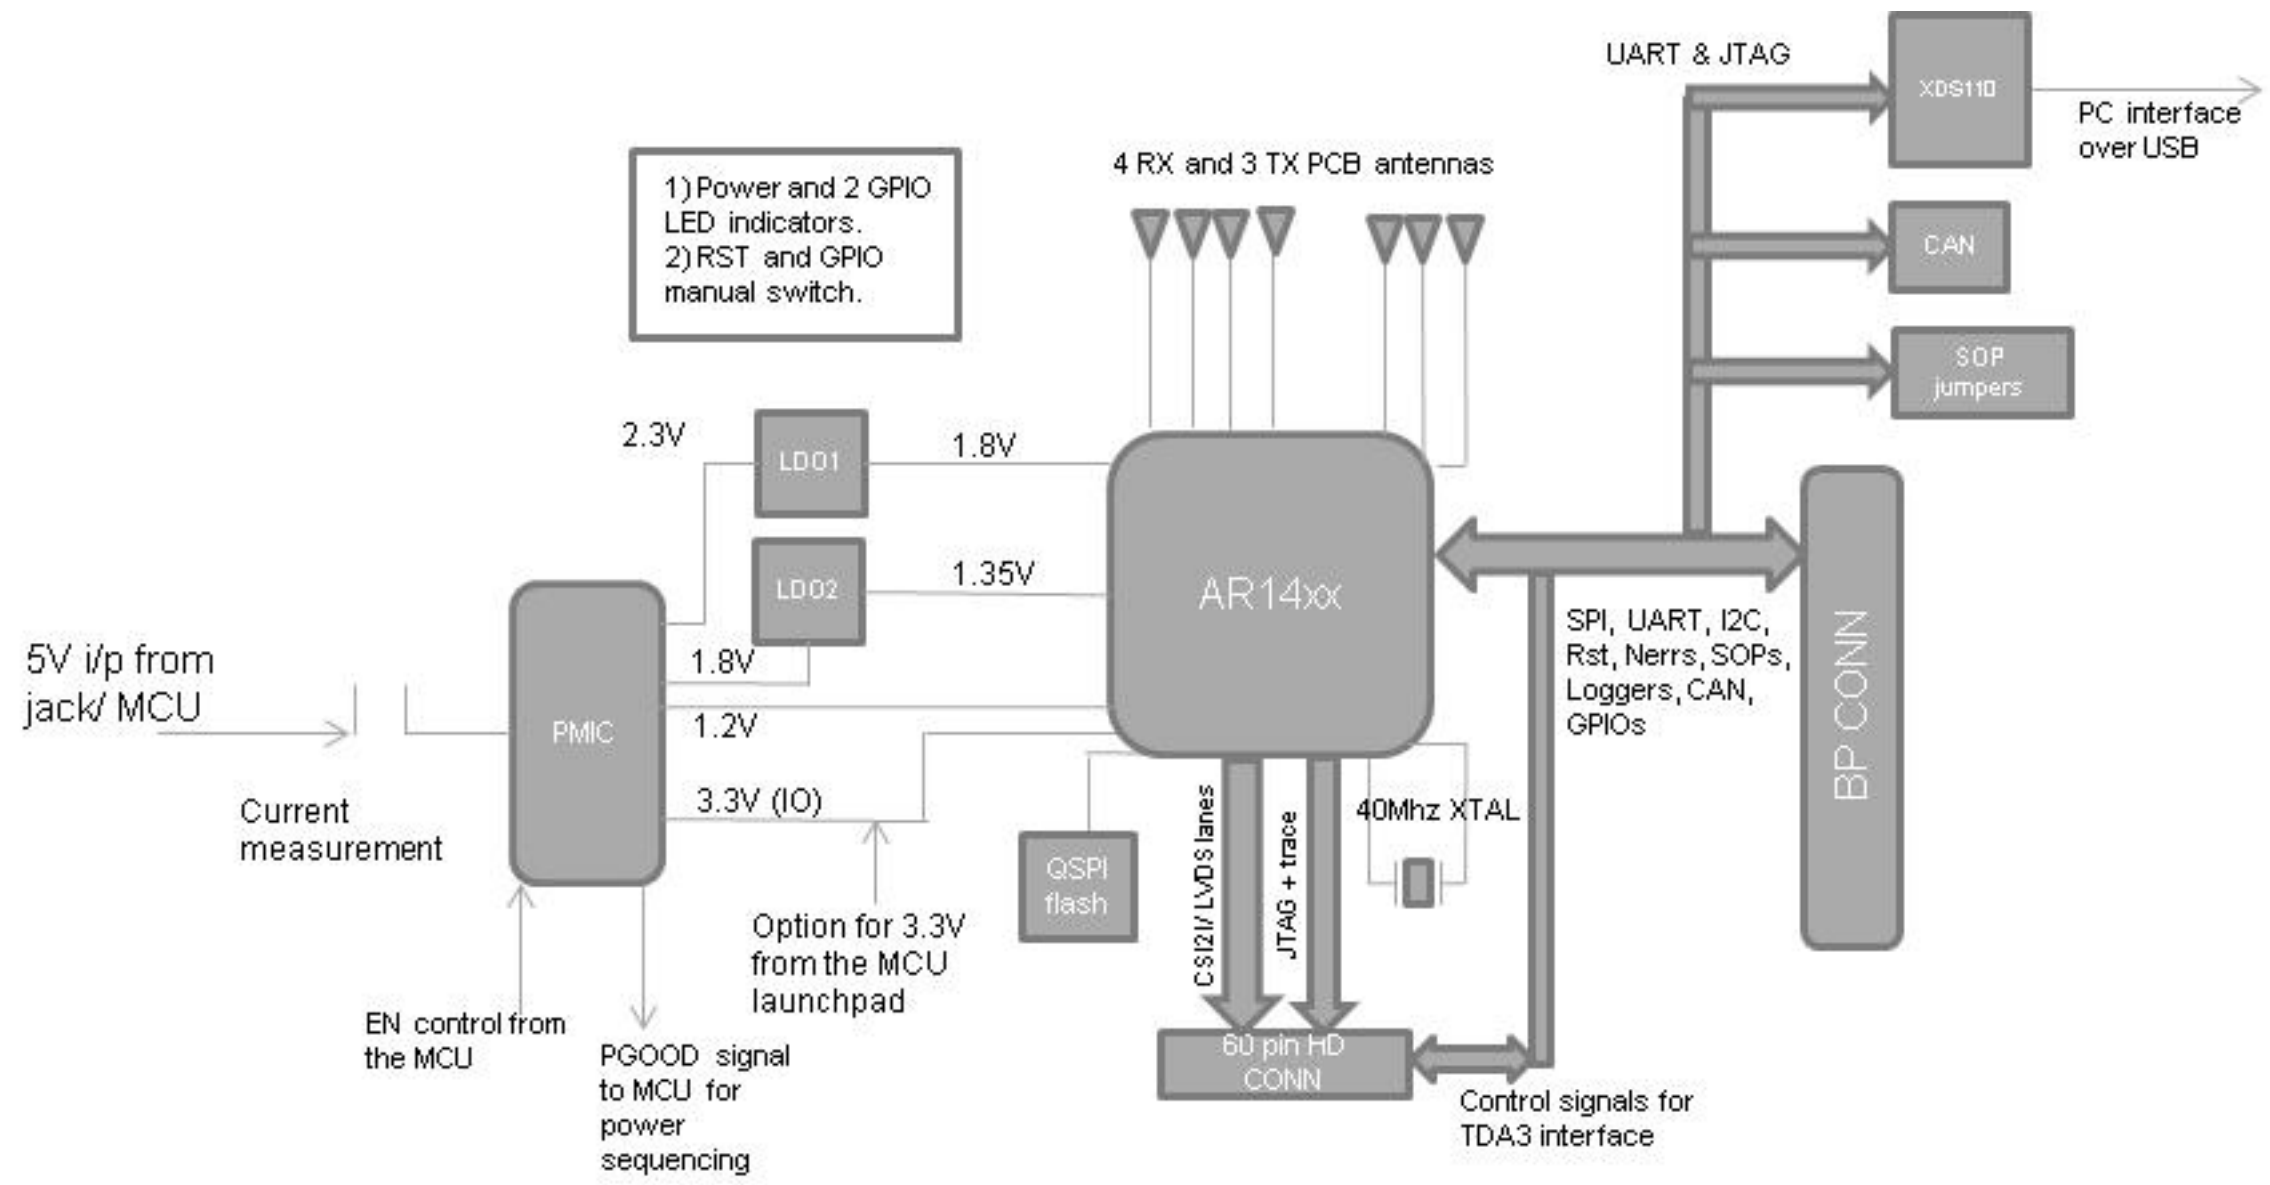 UART & JTAG
XDS110
PC interface
over USB
4 RX and 3 TX PCB antennas
1) Power and 2 GPIO
LED indicators.
2) RST and GPIO
manual switch.
CAN
SOP
jumpers
2.3V
LDO1
1.8V
LDO2
1.35V
AR14xx
5V i/p from
jack/ MCU
PMIC
1.8V
1.2V
3.3V (IO)
SPI, UART, I2C,
Rst, Nerrs, SOPs,
Loggers, CAN,
GPIOs
BP CONN
Current
measurement
QSPI
flash
CSI2I/ LVDS lanes
JTAG + trace
40Mhz XTAL
Option for 3.3V
from the MCU
launchpad
EN control from
the MCU
PGOOD signal
to MCU for
power
sequencing
60 pin HD
CONN
Control signals for
TDA3 interface